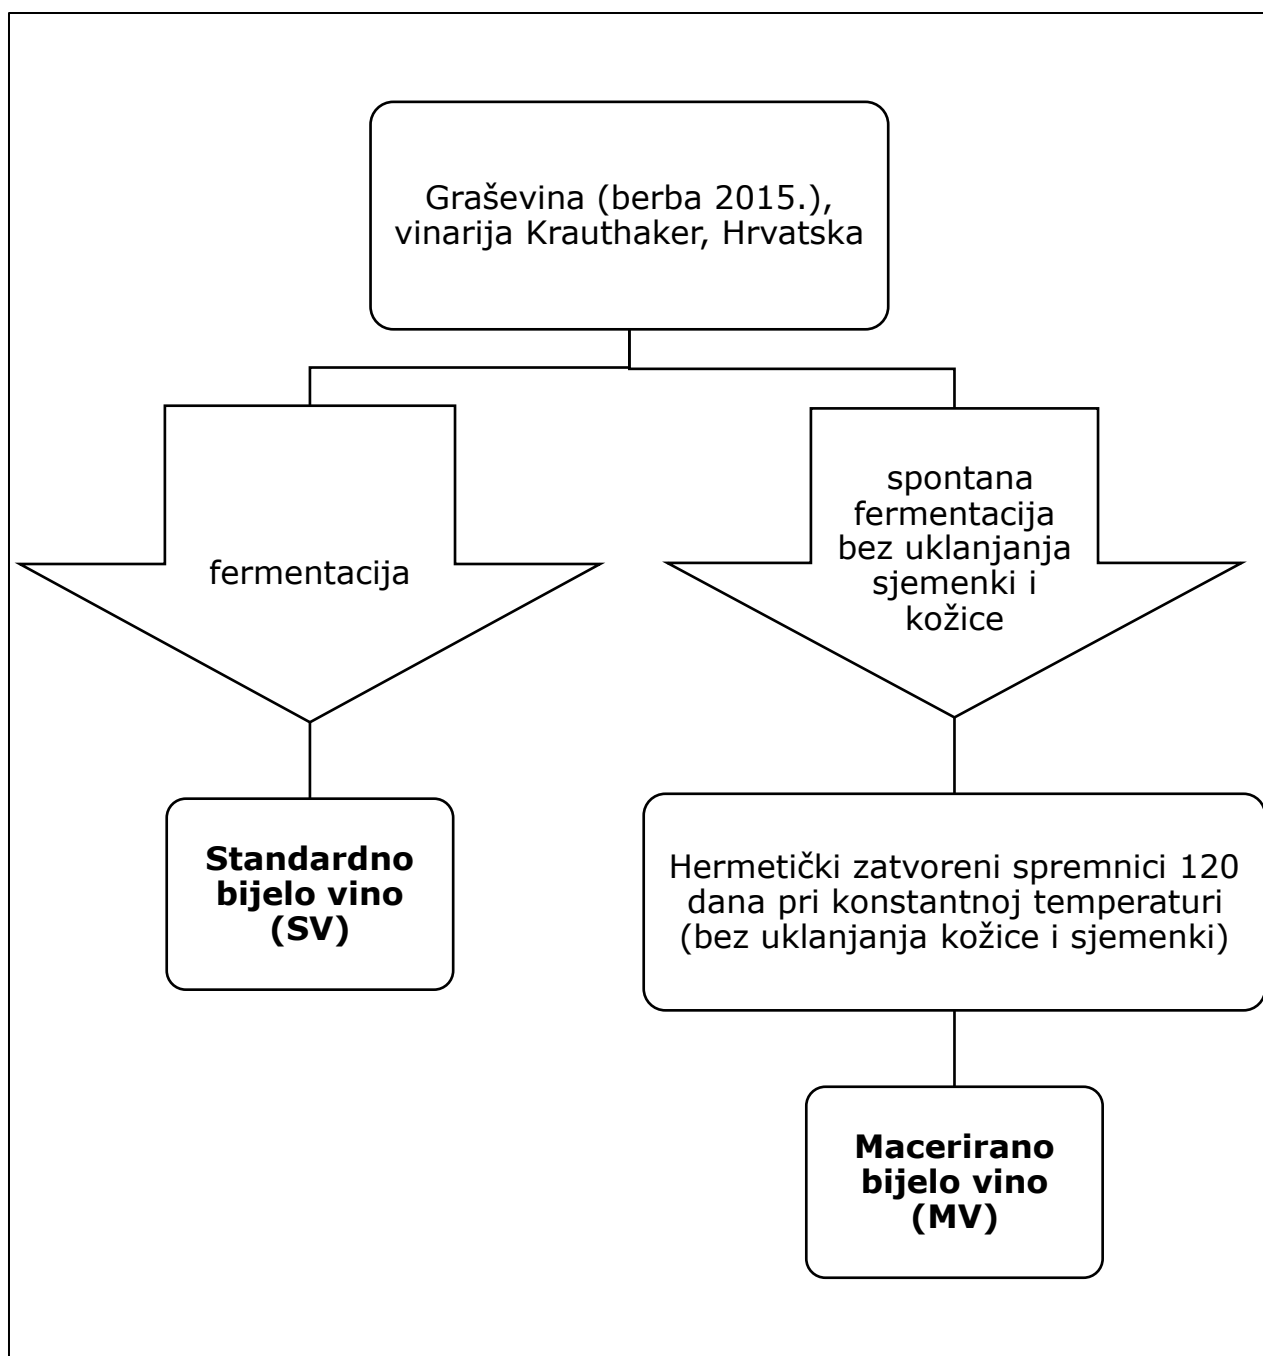 Graševina (berba 2015.),
vinarija Krauthaker, Hrvatska
fermentacija
spontana
fermentacija
bez uklanjanja
sjemenki i
kožice
Standardno
bijelo vino
(SV)
Hermetički zatvoreni spremnici 120
dana pri konstantnoj temperaturi
(bez uklanjanja kožice i sjemenki)
Macerirano
bijelo vino
(MV)